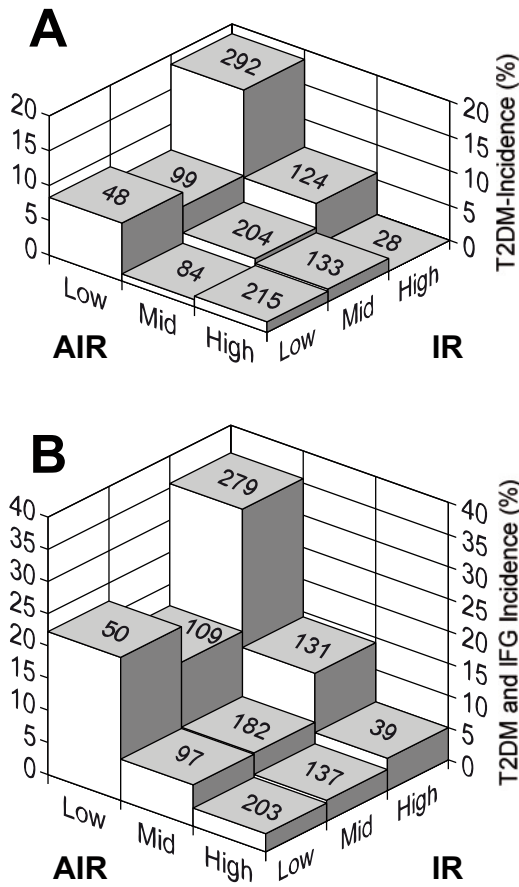 A
292
20
15
10
5
0
99
48
124
204
28
84
133
215
20
15
10
5
0
T2DM-Incidence (%)
Low
Mid
High
AIR
Low
Mid
High
IR
B
279
40
35
30
25
20
15
10
5
0
50
109
131
182
39
97
137
203
40
35
30
25
20
15
10
5
0
T2DM and IFG Incidence (%)
Low
Mid
High
AIR
Low
Mid
High
IR